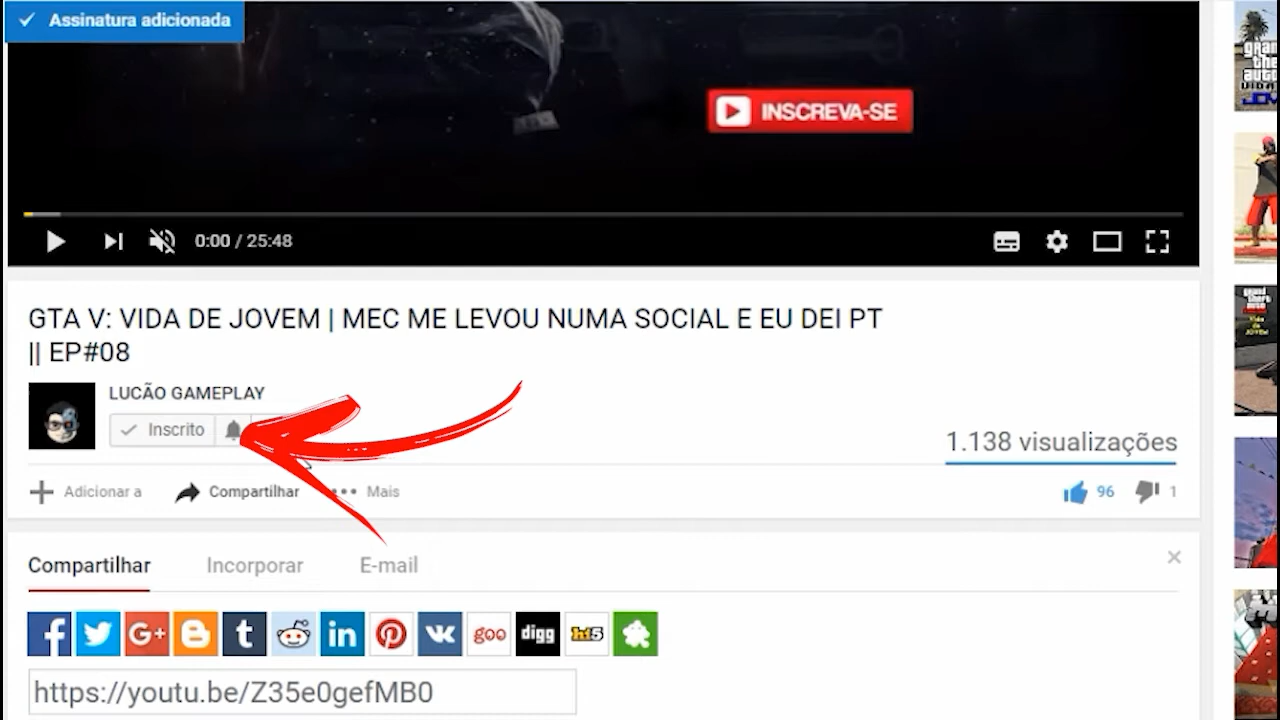 Assinatura adicionada
INSCREVA-SE
0:00 / 25:48
GTA V: VIDA DE JOVEM | MEC ME LEVOU NUMA SOCIAL E EU DEI PT
|| EP#08
LUCÃO GAMEPLAY
Inscrito
1.138 visualizações
Adicionar a
Compartilhar
Mais
96
1
Compartilhar
Incorporar
E-mail
G+
t
in
goo
digg
hi5
https://youtu.be/Z35e0gefMB0